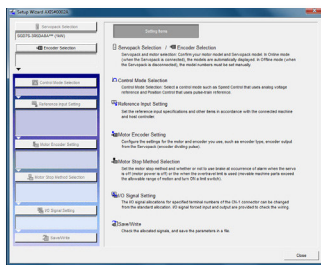 Setup Wizard AXIS#00024
Servopack Selection
SGD7S-2R8A00A*** (1kW)
Encoder Selection
Control Mode Selection
Reference Input Setting
Motor Encoder Setting
Motor Stop Method Selection
I/O Signal Setting
Save/Write
Setting items
Servopack Selection / Encoder Selection
Servopack and motor selection: Confirm your motor model and Servopack model. In Online mode
(when the Servopack is connected), the models are automatically displayed. In Offline mode (when
the Servopack is disconnected), the model numbers must be set manually.
Control Mode Selection
Control Mode Selection: Select a control mode such as Speed Control that uses analog voltage
reference and Position Control that uses pulse-train reference.
Reference Input Setting
Set the reference input specifications and other items in accordance with the connected machine
and host controller.
Motor Encoder Setting
Configure the settings for the motor and encoder you use, such as encoder type, encoder output
from the Servopack (encoder dividing pulse).
Motor Stop Method Selection
Set the motor stop method and whether or not to use brake at occurrence of alarm when the servo
is off (motor power is off) or the when the overtravel limit is used (movable machine parts exceed
the allowable range of motion and turn ON a limit switch).
I/O Signal Setting
The I/O signal allocations for specified terminal numbers of the CN-1 connector can be changed
from the standard allocation. I/O signal forced input and output are provided to check the wiring.
Save/Write
Check the allocated signals, and save the parameters in a file.
Close